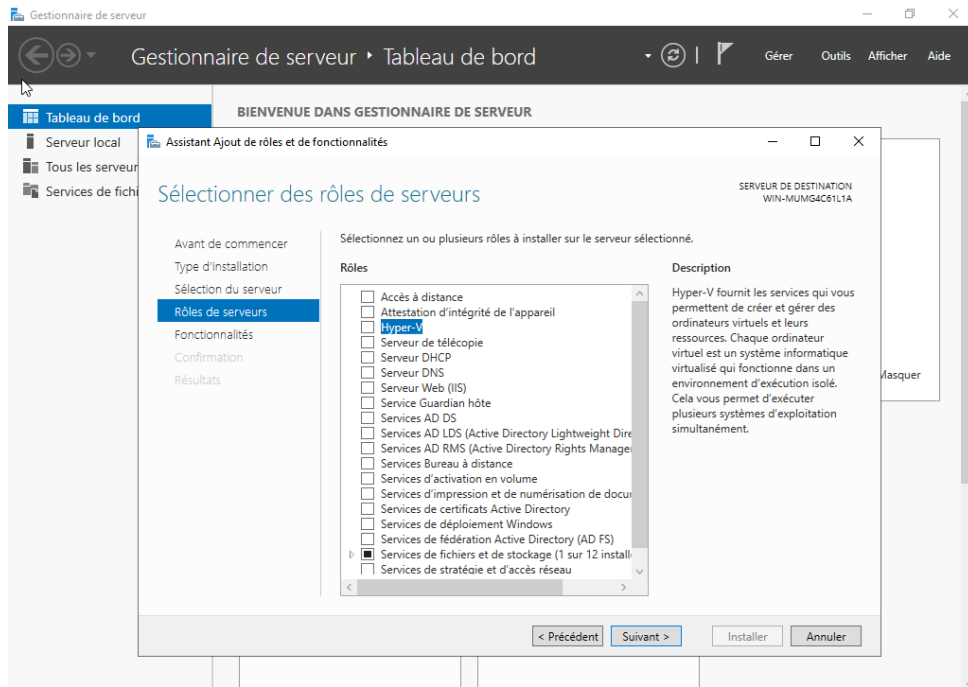 Gestionnaire de serveur
Gestionnaire de serveur ‣ Tableau de bord
Gérer Outils Afficher Aide
Tableau de bord
Serveur local
Tous les serveur
Services de fichi
BIENVENUE DANS GESTIONNAIRE DE SERVEUR
Assistant Ajout de rôles et de fonctionnalités
Sélectionner des rôles de serveurs
SERVEUR DE DESTINATION
WIN-MUMG4C61L1A
Avant de commencer
Type d'installation
Sélection du serveur
Rôles de serveurs
Fonctionnalités
Confirmation
Résultats
Sélectionnez un ou plusieurs rôles à installer sur le serveur sélectionné.
Rôles
Accès à distance
Attestation d'intégrité de l'appareil
Hyper-V
Serveur de télécopie
Serveur DHCP
Serveur DNS
Serveur Web (IIS)
Service Guardian hôte
Services AD DS
Services AD LDS (Active Directory Lightweight Dire
Services AD RMS (Active Directory Rights Manage
Services Bureau à distance
Services d'activation en volume
Services d'impression et de numérisation de docu
Services de certificats Active Directory
Services de déploiement Windows
Services de fédération Active Directory (AD FS)
Services de fichiers et de stockage (1 sur 12 install
Services de stratégie et d'accès réseau
Description
Hyper-V fournit les services qui vous
permettent de créer et gérer des
ordinateurs virtuels et leurs
ressources. Chaque ordinateur
virtuel est un système informatique
virtualisé qui fonctionne dans un
environnement d'exécution isolé.
Cela vous permet d'exécuter
plusieurs systèmes d'exploitation
simultanément.
Masquer
< Précédent
Suivant >
Installer
Annuler